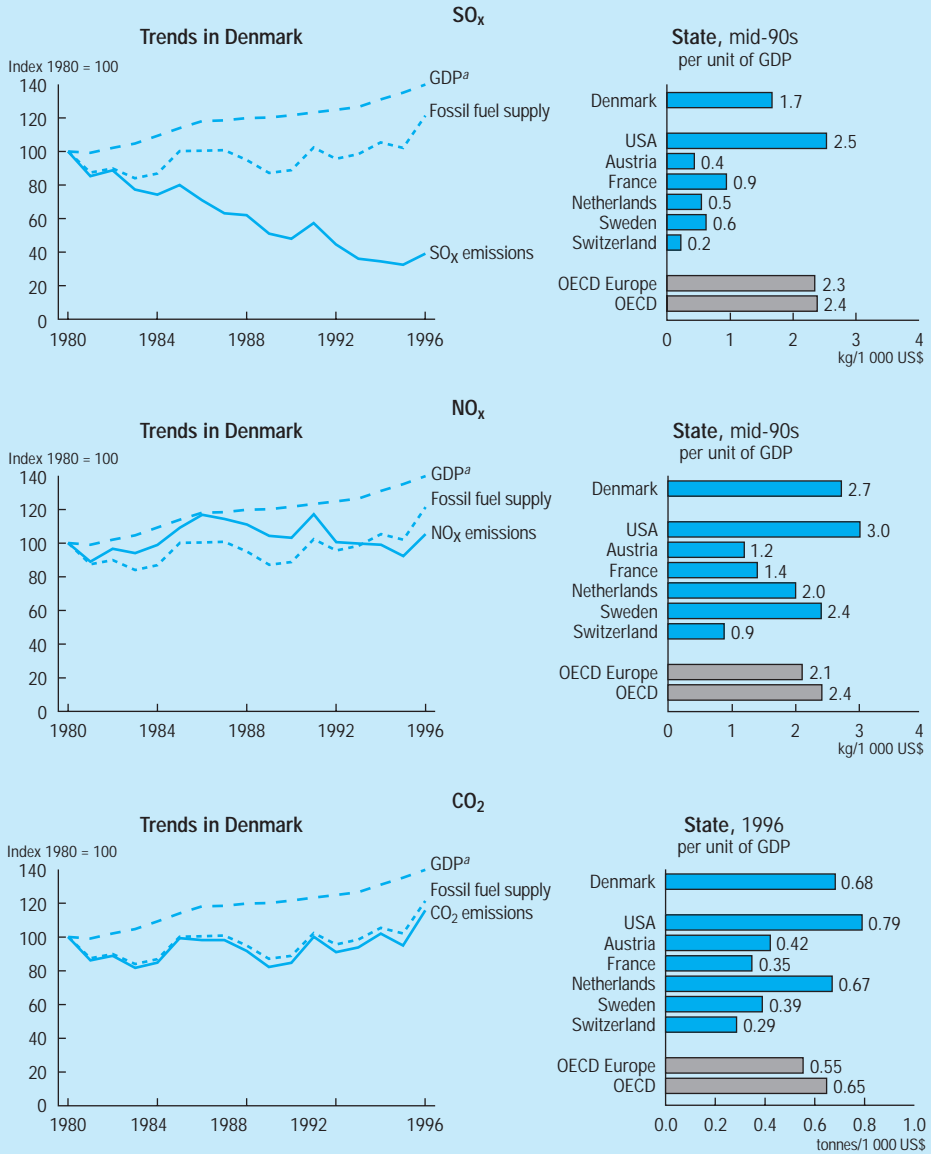 SOx
Trends in Denmark
Index 1980 = 100
140
120
100
80
60
40
20
0
1980 1984 1988 1992 1996
GDPa
Fossil fuel supply
SOX emissions
State, mid-90s
per unit of GDP
Denmark 1.7
USA 2.5
Austria 0.4
France 0.9
Netherlands 0.5
Sweden 0.6
Switzerland 0.2
OECD Europe 2.3
OECD 2.4
0 1 2 3 4
kg/1 000 US$
NOx
Trends in Denmark
Index 1980 = 100
140
120
100
80
60
40
20
0
1980 1984 1988 1992 1996
GDPa
Fossil fuel supply
NOX emissions
State, mid-90s
per unit of GDP
Denmark 2.7
USA 3.0
Austria 1.2
France 1.4
Netherlands 2.0
Sweden 2.4
Switzerland 0.9
OECD Europe 2.1
OECD 2.4
0 1 2 3 4
kg/1 000 US$
CO2
Trends in Denmark
Index 1980 = 100
140
120
100
80
60
40
20
0
1980 1984 1988 1992 1996
GDPa
Fossil fuel supply
CO2 emissions
State, 1996
per unit of GDP
Denmark 0.68
USA 0.79
Austria 0.42
France 0.35
Netherlands 0.67
Sweden 0.39
Switzerland 0.29
OECD Europe 0.55
OECD 0.65
0.0 0.2 0.4 0.6 0.8 1.0
tonnes/1 000 US$